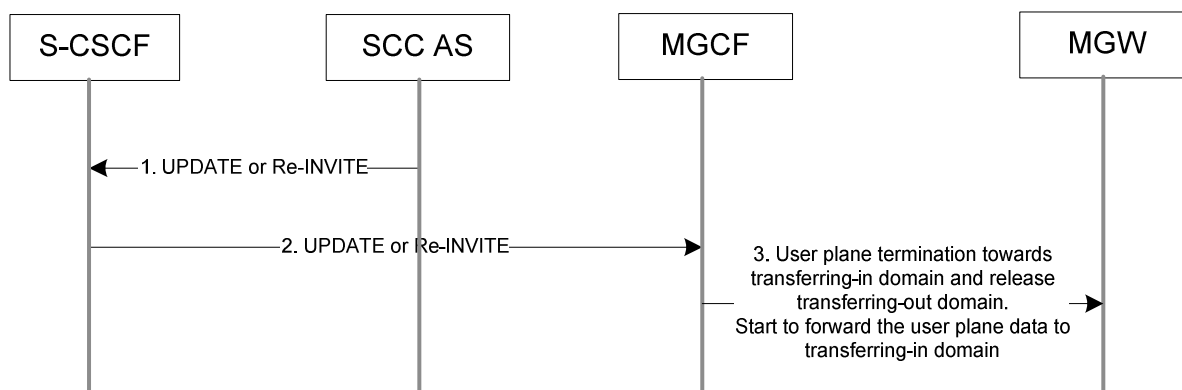 S-CSCF
SCC AS
MGCF
MGW
1. UPDATE or Re-INVITE
2. UPDATE or Re-INVITE
3. User plane termination towards
transferring-in domain and release
transferring-out domain.
Start to forward the user plane data to
transferring-in domain